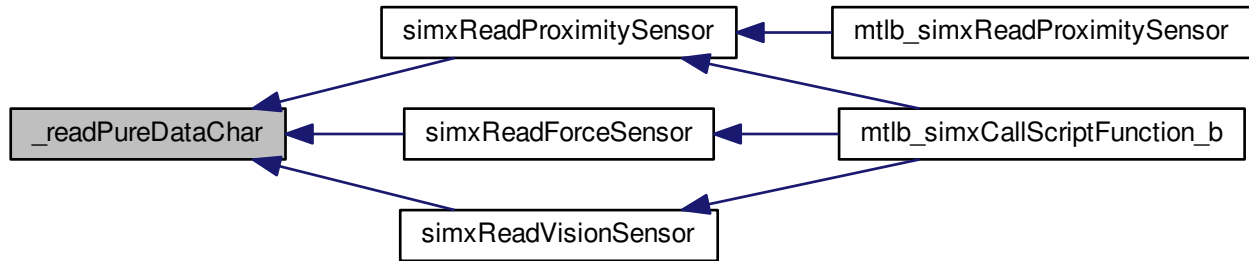 simxReadProximitySensor
mtlb_simxReadProximitySensor
_readPureDataChar
simxReadForceSensor
mtlb_simxCallScriptFunction_b
simxReadVisionSensor